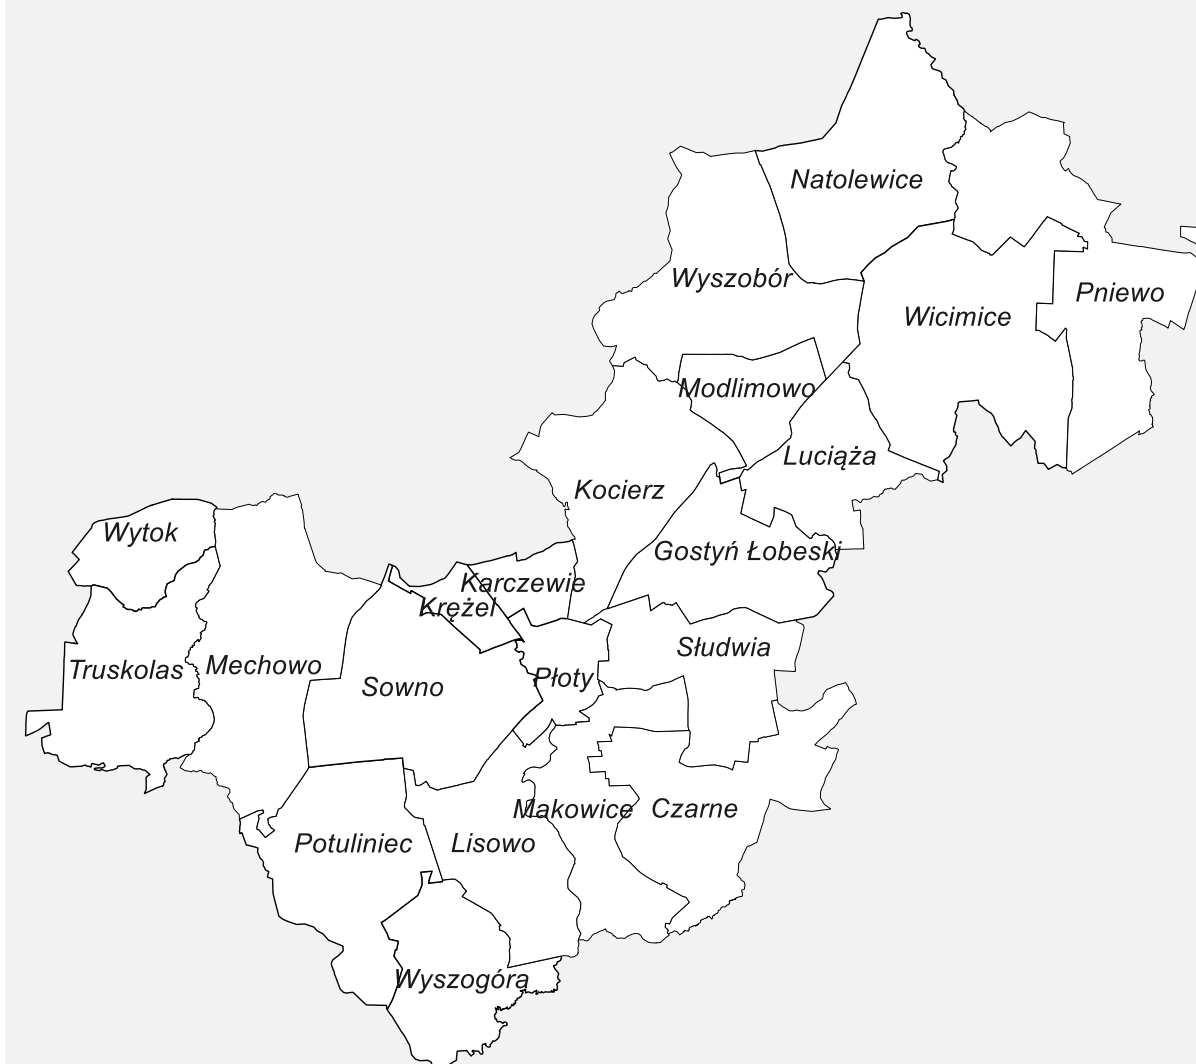 Natolewice
Wyszobór
Pniewo
Wicimice
Modlimowo
Luciąża
Kocierz
Wytok
Gostyń Łobeski
Karczewie
Krężel
Słudwia
Truskolas
Mechowo
Sowno
Płoty
Makowice
Czarne
Potuliniec
Lisowo
Wyszogóra